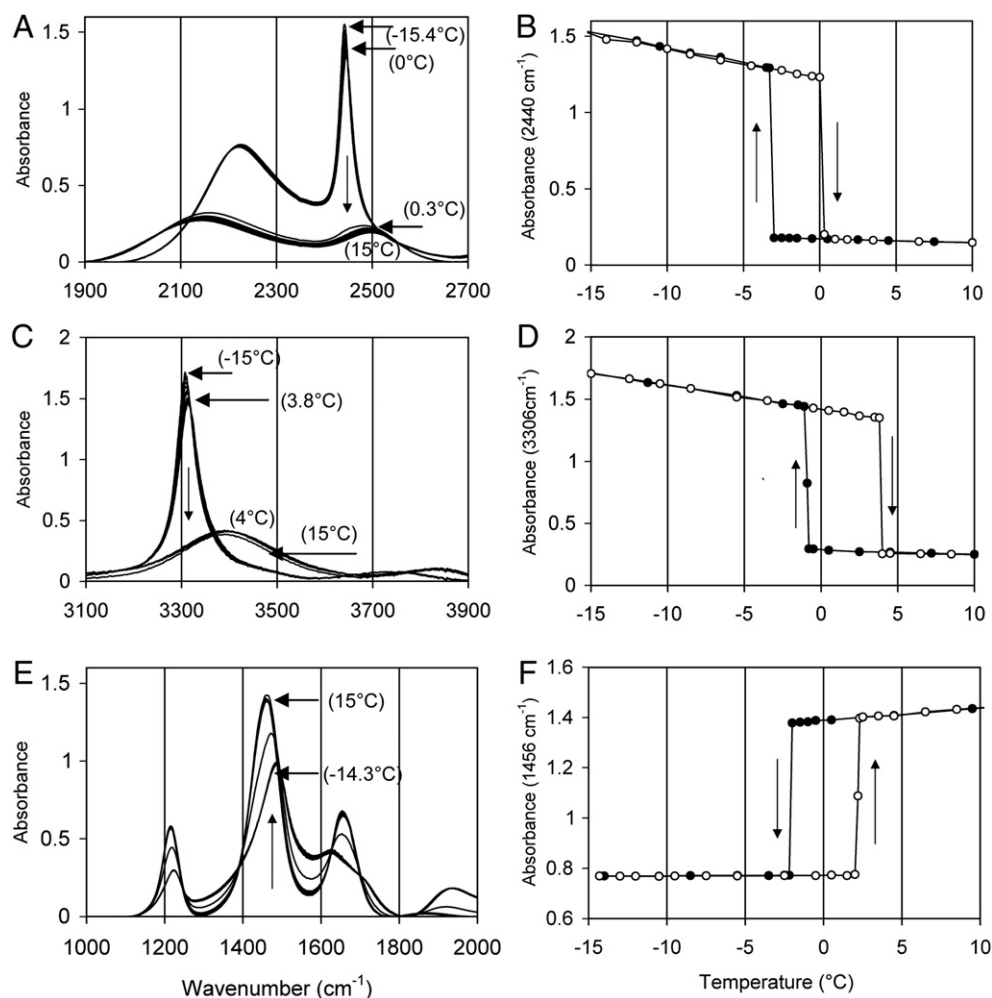 A
Absorbance
1.5
1
0.5
0
(-15.4°C)
(0°C)
(0.3°C)
(15°C)
1900 2100 2300 2500 2700
B
Absorbance (2440 cm-1)
1.5
1
0.5
0
-15 -10 -5 0 5 10
C
Absorbance
2
1.5
1
0.5
0
(-15°C)
(3.8°C)
(4°C)
(15°C)
3100 3300 3500 3700 3900
D
Absorbance (3306cm-1)
2
1.5
1
0.5
0
-15 -10 -5 0 5 10
E
Absorbance
1.5
1
0.5
0
(15°C)
(-14.3°C)
1000 1200 1400 1600 1800 2000
Wavenumber (cm-1)
F
Absorbance (1456 cm-1)
1.6
1.4
1.2
1.0
0.8
0.6
-15 -10 -5 0 5 10
Temperature (°C)